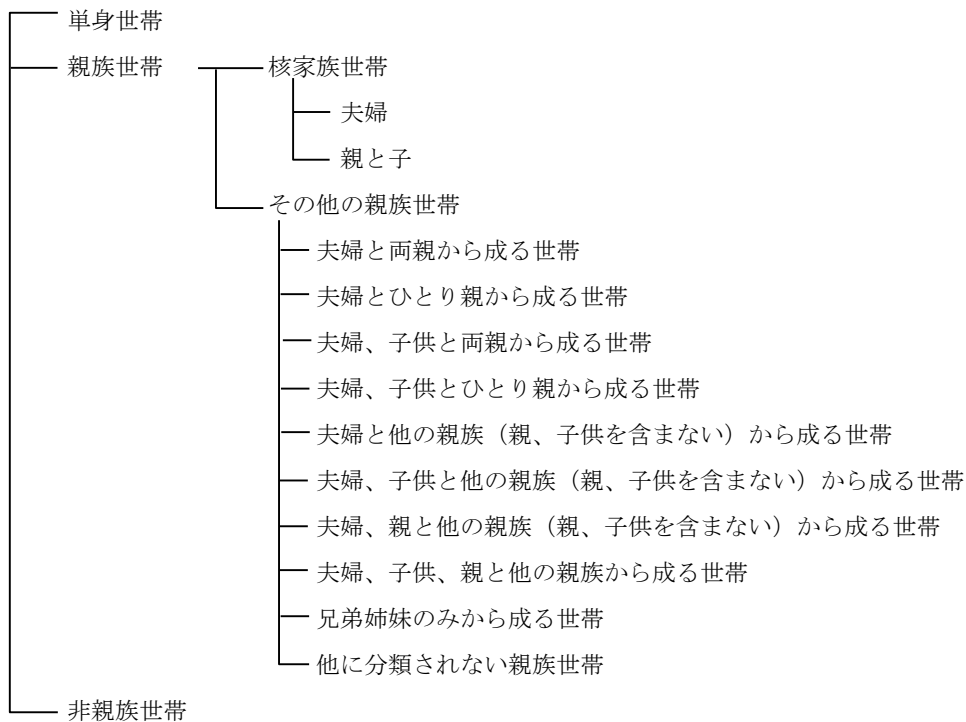 単身世帯
親族世帯 核家族世帯
夫婦
親と子
その他の親族世帯
夫婦と両親から成る世帯
夫婦とひとり親から成る世帯
夫婦、子供と両親から成る世帯
夫婦、子供とひとり親から成る世帯
夫婦と他の親族（親、子供を含まない）から成る世帯
夫婦、子供と他の親族（親、子供を含まない）から成る世帯
夫婦、親と他の親族（親、子供を含まない）から成る世帯
夫婦、子供、親と他の親族から成る世帯
兄弟姉妹のみから成る世帯
他に分類されない親族世帯
非親族世帯